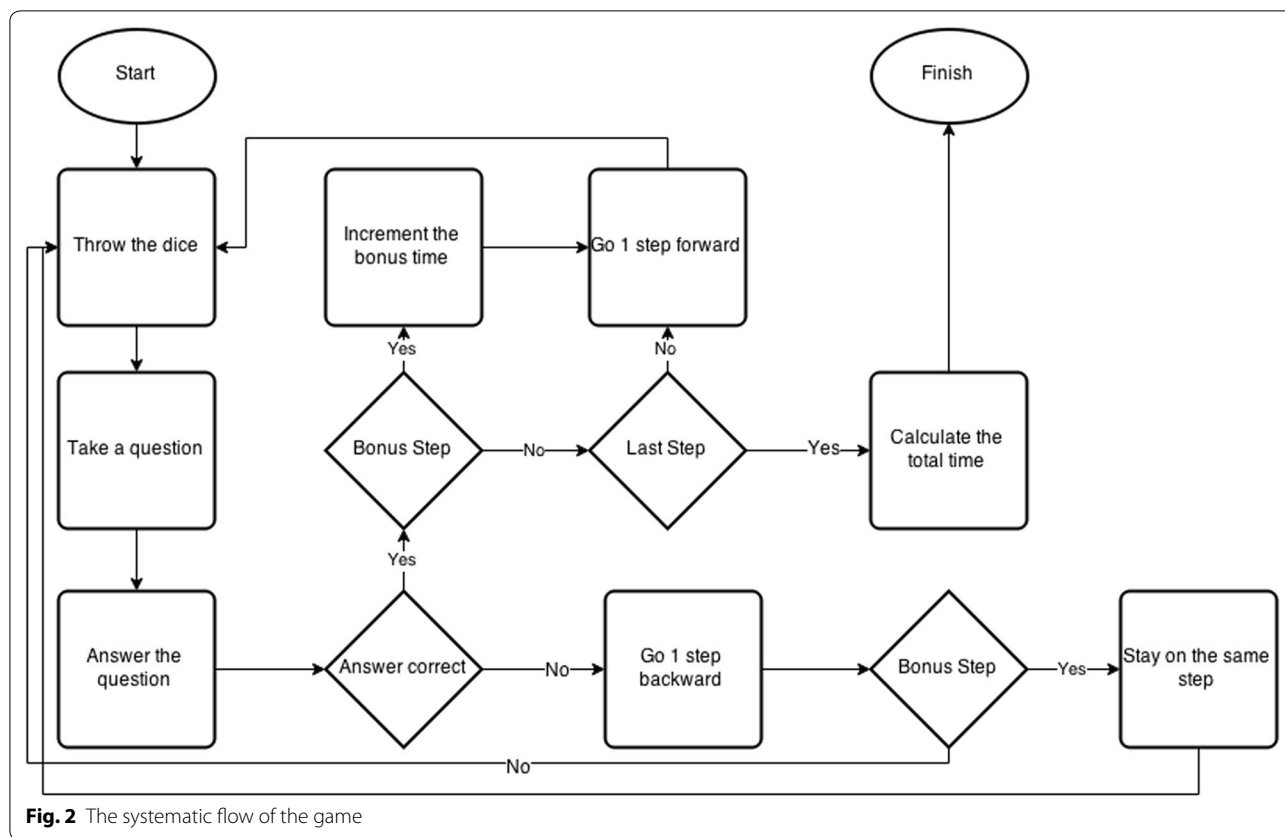 Start
Finish
Throw the dice
Increment the
bonus time
Go 1 step forward
Yes
No
Take a question
Bonus Step
No
Last Step
Yes
Calculate the
total time
Yes
Answer the
question
Answer correct
No
Go 1 step
backward
Bonus Step
Yes
Stay on the same
step
No
Fig. 2 The systematic flow of the game